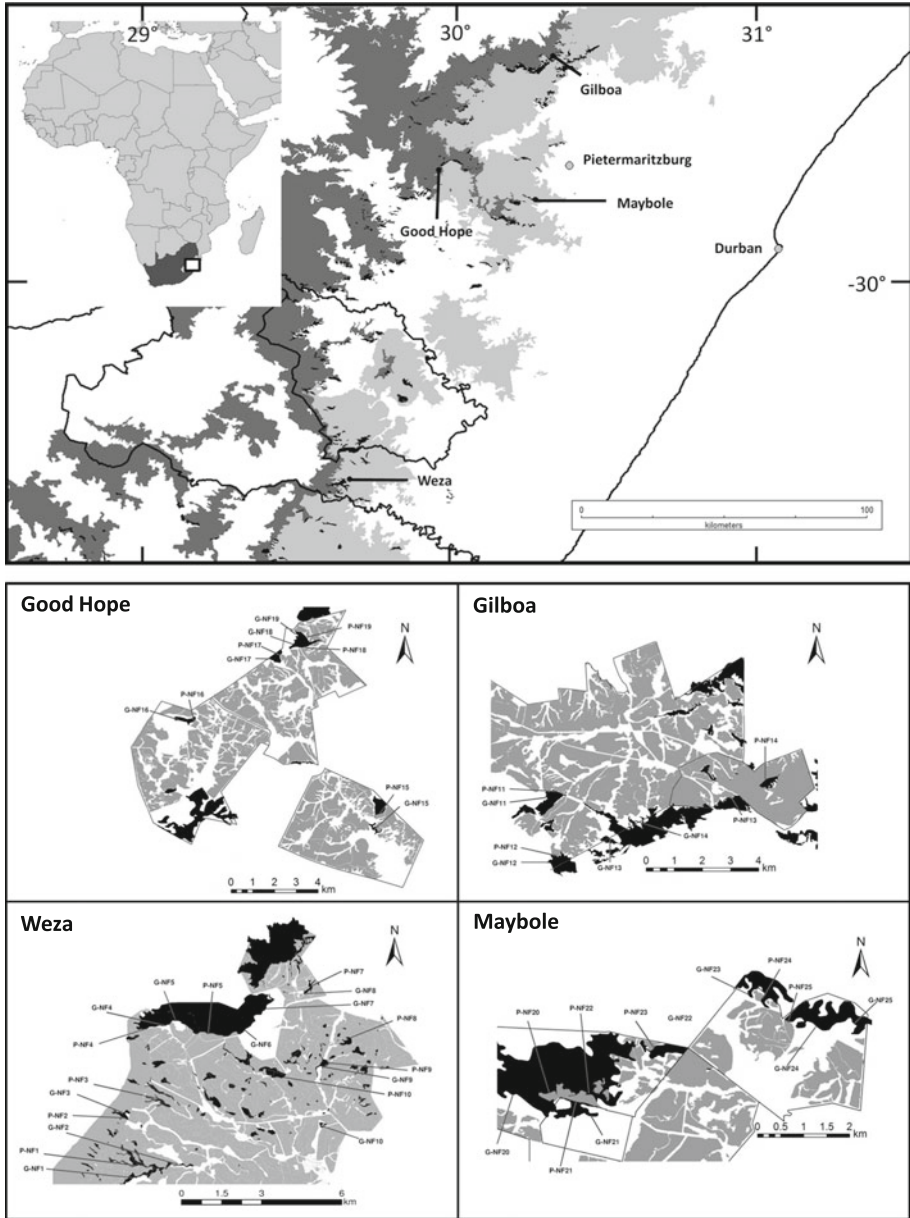 29°
30°
31°
Gilboa
Pietermaritzburg
Maybole
Good Hope
Durban
-30°
Weza
0
100
kilometers
Good Hope
N
G-NF19
G-NF18
P-NF19
P-NF17
P-NF18
G-NF17
P-NF16
G-NF16
P-NF15
G-NF15
0 1 2 3 4
km
Gilboa
N
P-NF14
P-NF11
G-NF11
P-NF13
G-NF14
P-NF12
G-NF12
G-NF13
0 1 2 3 4
km
Weza
N
P-NF7
G-NF5
P-NF5
G-NF8
G-NF4
G-NF7
P-NF8
P-NF4
G-NF6
P-NF9
P-NF3
G-NF9
G-NF3
P-NF10
P-NF2
G-NF2
G-NF10
P-NF1
G-NF1
0 1.5 3 6
km
Maybole
N
P-NF24
G-NF23
P-NF25
G-NF25
P-NF23
G-NF22
P-NF22
P-NF20
G-NF24
G-NF21
G-NF20
P-NF21
0 0.5 1 1.5 2
km